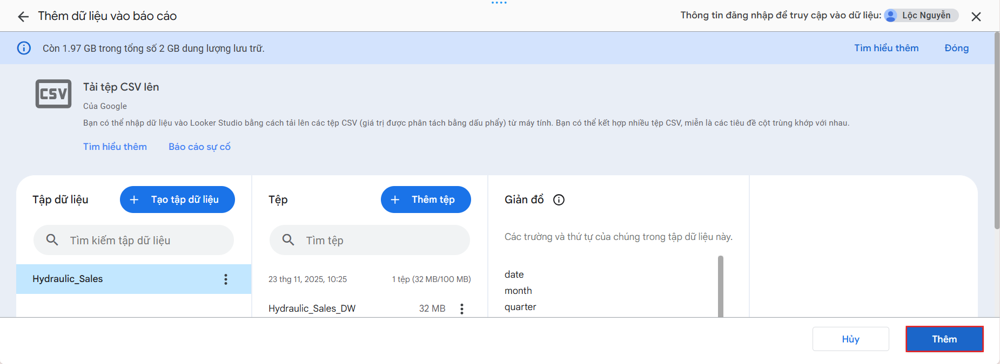 Thêm dữ liệu vào báo cáo
Thông tin đăng nhập để truy cập vào dữ liệu: Lộc Nguyễn
Còn 1.97 GB trong tổng số 2 GB dung lượng lưu trữ.
Tìm hiểu thêm
Đóng
CSV
Tải tệp CSV lên
Của Google
Bạn có thể nhập dữ liệu vào Looker Studio bằng cách tải lên các tệp CSV (giá trị được phân tách bằng dấu phẩy) từ máy tính. Bạn có thể kết hợp nhiều tệp CSV, miễn là các tiêu đề cột trùng khớp với nhau.
Tìm hiểu thêm
Báo cáo sự cố
Tập dữ liệu
Tạo tập dữ liệu
Tìm kiếm tập dữ liệu
Hydraulic_Sales
Tệp
Thêm tệp
Tìm tệp
23 thg 11, 2025, 10:25
1 tệp (32 MB/100 MB)
Hydraulic_Sales_DW
32 MB
Giản đồ
Các trường và thứ tự của chúng trong tập dữ liệu này.
date
month
quarter
Hủy
Thêm